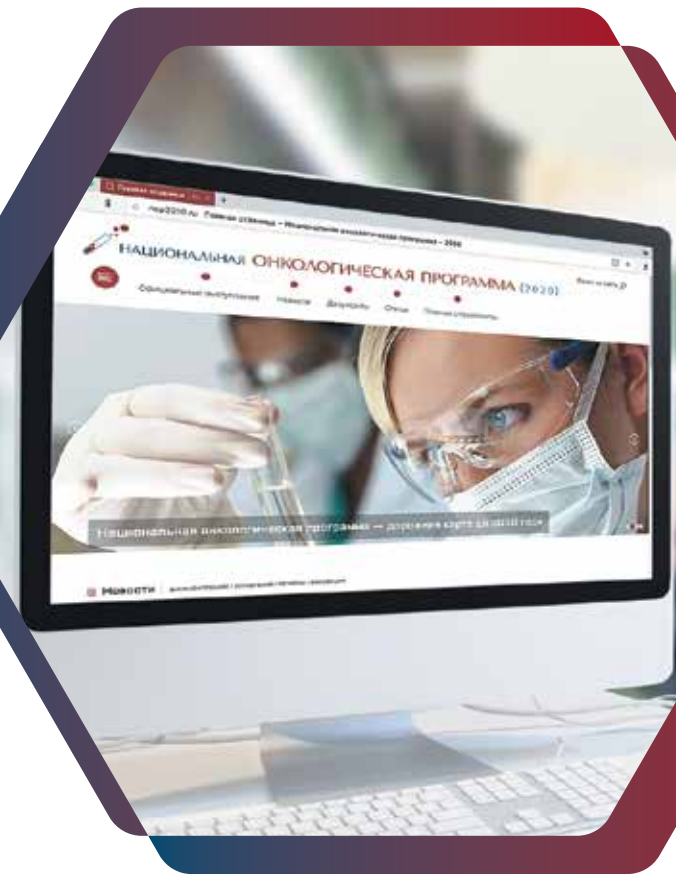 Главная страница
nop2030.ru Главная страница — Национальная онкологическая программа – 2030
НАЦИОНАЛЬНАЯ ОНКОЛОГИЧЕСКАЯ ПРОГРАММА {2030}
Официальные выступления Новости Документы Статьи
Национальная онкологическая программа — дорожная карта до 2030 года
Новости